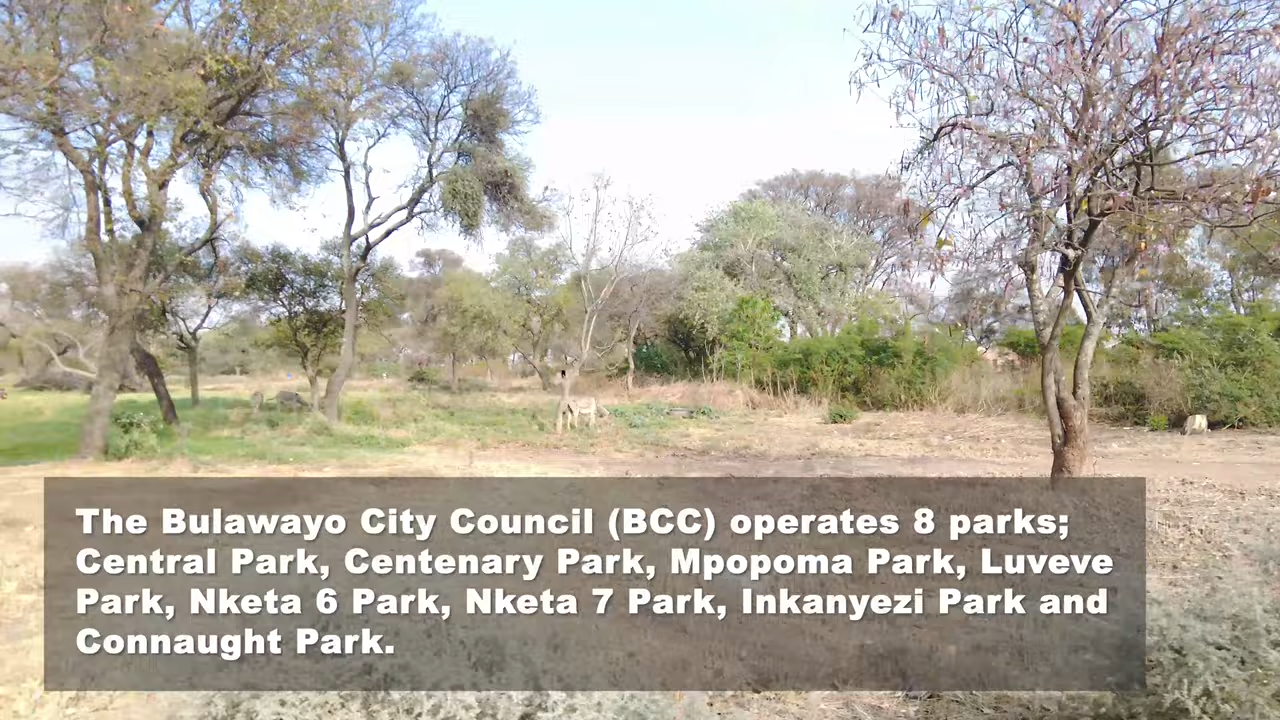 The Bulawayo City Council (BCC) operates 8 parks;
Central Park, Centenary Park, Mpopoma Park, Luveve
Park, Nketa 6 Park, Nketa 7 Park, Inkanyezi Park and
Connaught Park.